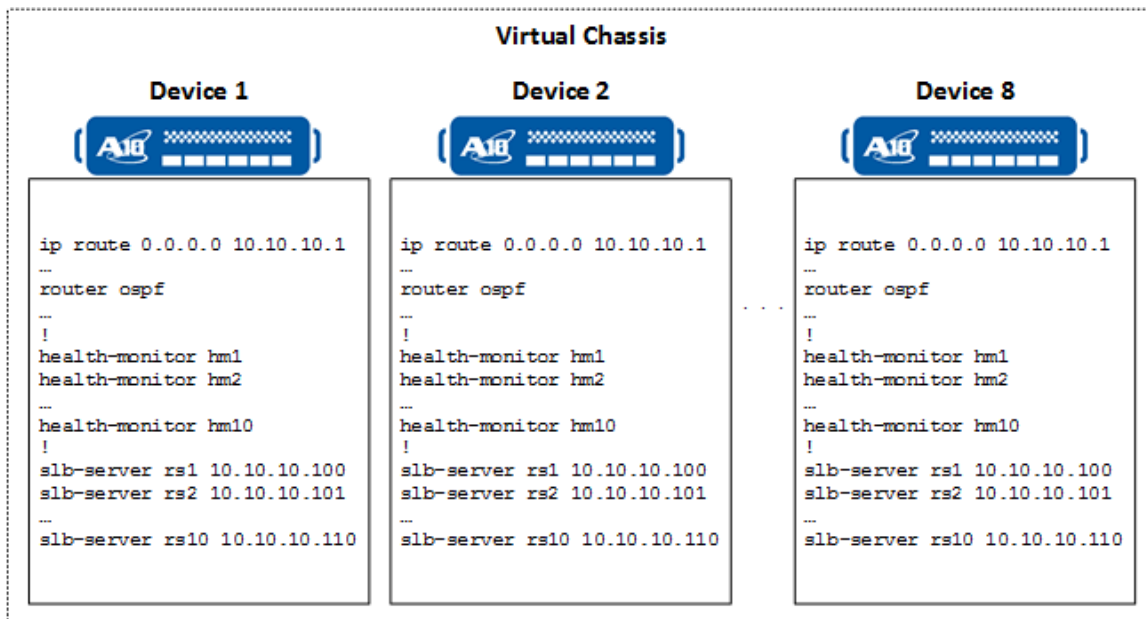 Virtual Chassis
Device 1
A10
ip route 0.0.0.0 10.10.10.1
…
router ospf
…
!
health-monitor hm1
health-monitor hm2
…
health-monitor hm10
!
slb-server rs1 10.10.10.100
slb-server rs2 10.10.10.101
…
slb-server rs10 10.10.10.110
Device 2
A10
ip route 0.0.0.0 10.10.10.1
…
router ospf
…
!
health-monitor hm1
health-monitor hm2
…
health-monitor hm10
!
slb-server rs1 10.10.10.100
slb-server rs2 10.10.10.101
…
slb-server rs10 10.10.10.110
. . .
Device 8
A10
ip route 0.0.0.0 10.10.10.1
…
router ospf
…
!
health-monitor hm1
health-monitor hm2
…
health-monitor hm10
!
slb-server rs1 10.10.10.100
slb-server rs2 10.10.10.101
…
slb-server rs10 10.10.10.110